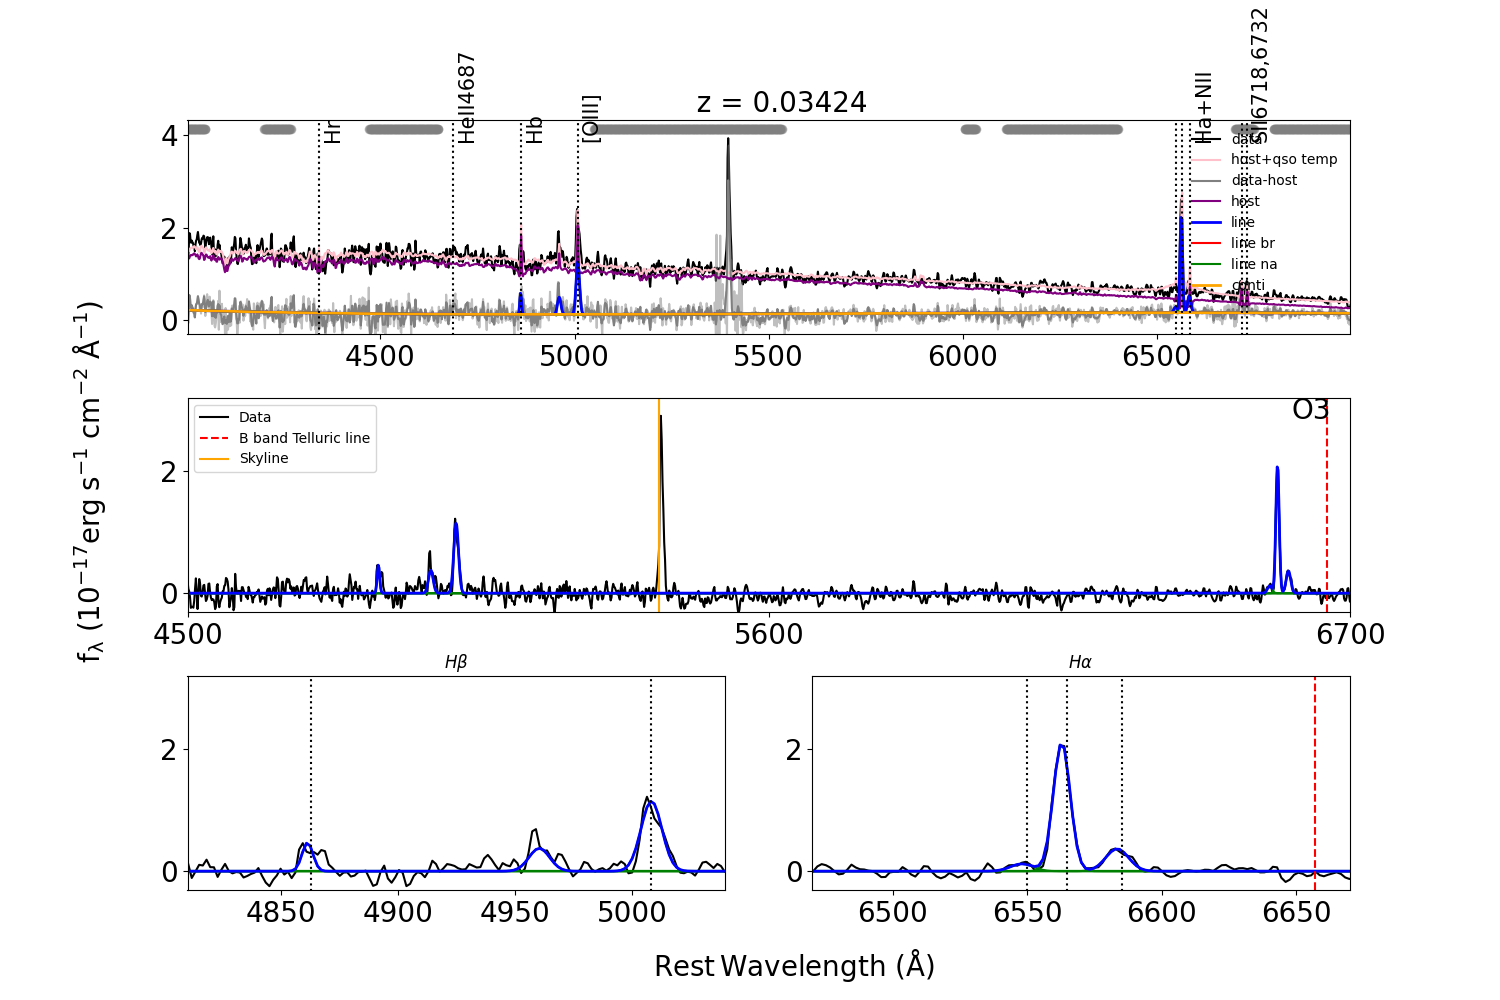 z = 0.03424
Hr
HeII4687
Hb
[OIII]
Ha+NII
SII6718,6732
data
host+qso temp
data-host
host
line
line br
line na
conti
4
2
0
4500
5000
5500
6000
6500
Data
B band Telluric line
Skyline
O3
2
0
4500
5600
6700
Hβ
2
0
4850
4900
4950
5000
Hα
2
0
6500
6550
6600
6650
fλ (10⁻¹⁷erg s⁻¹ cm⁻² Å⁻¹)
Rest Wavelength (Å)